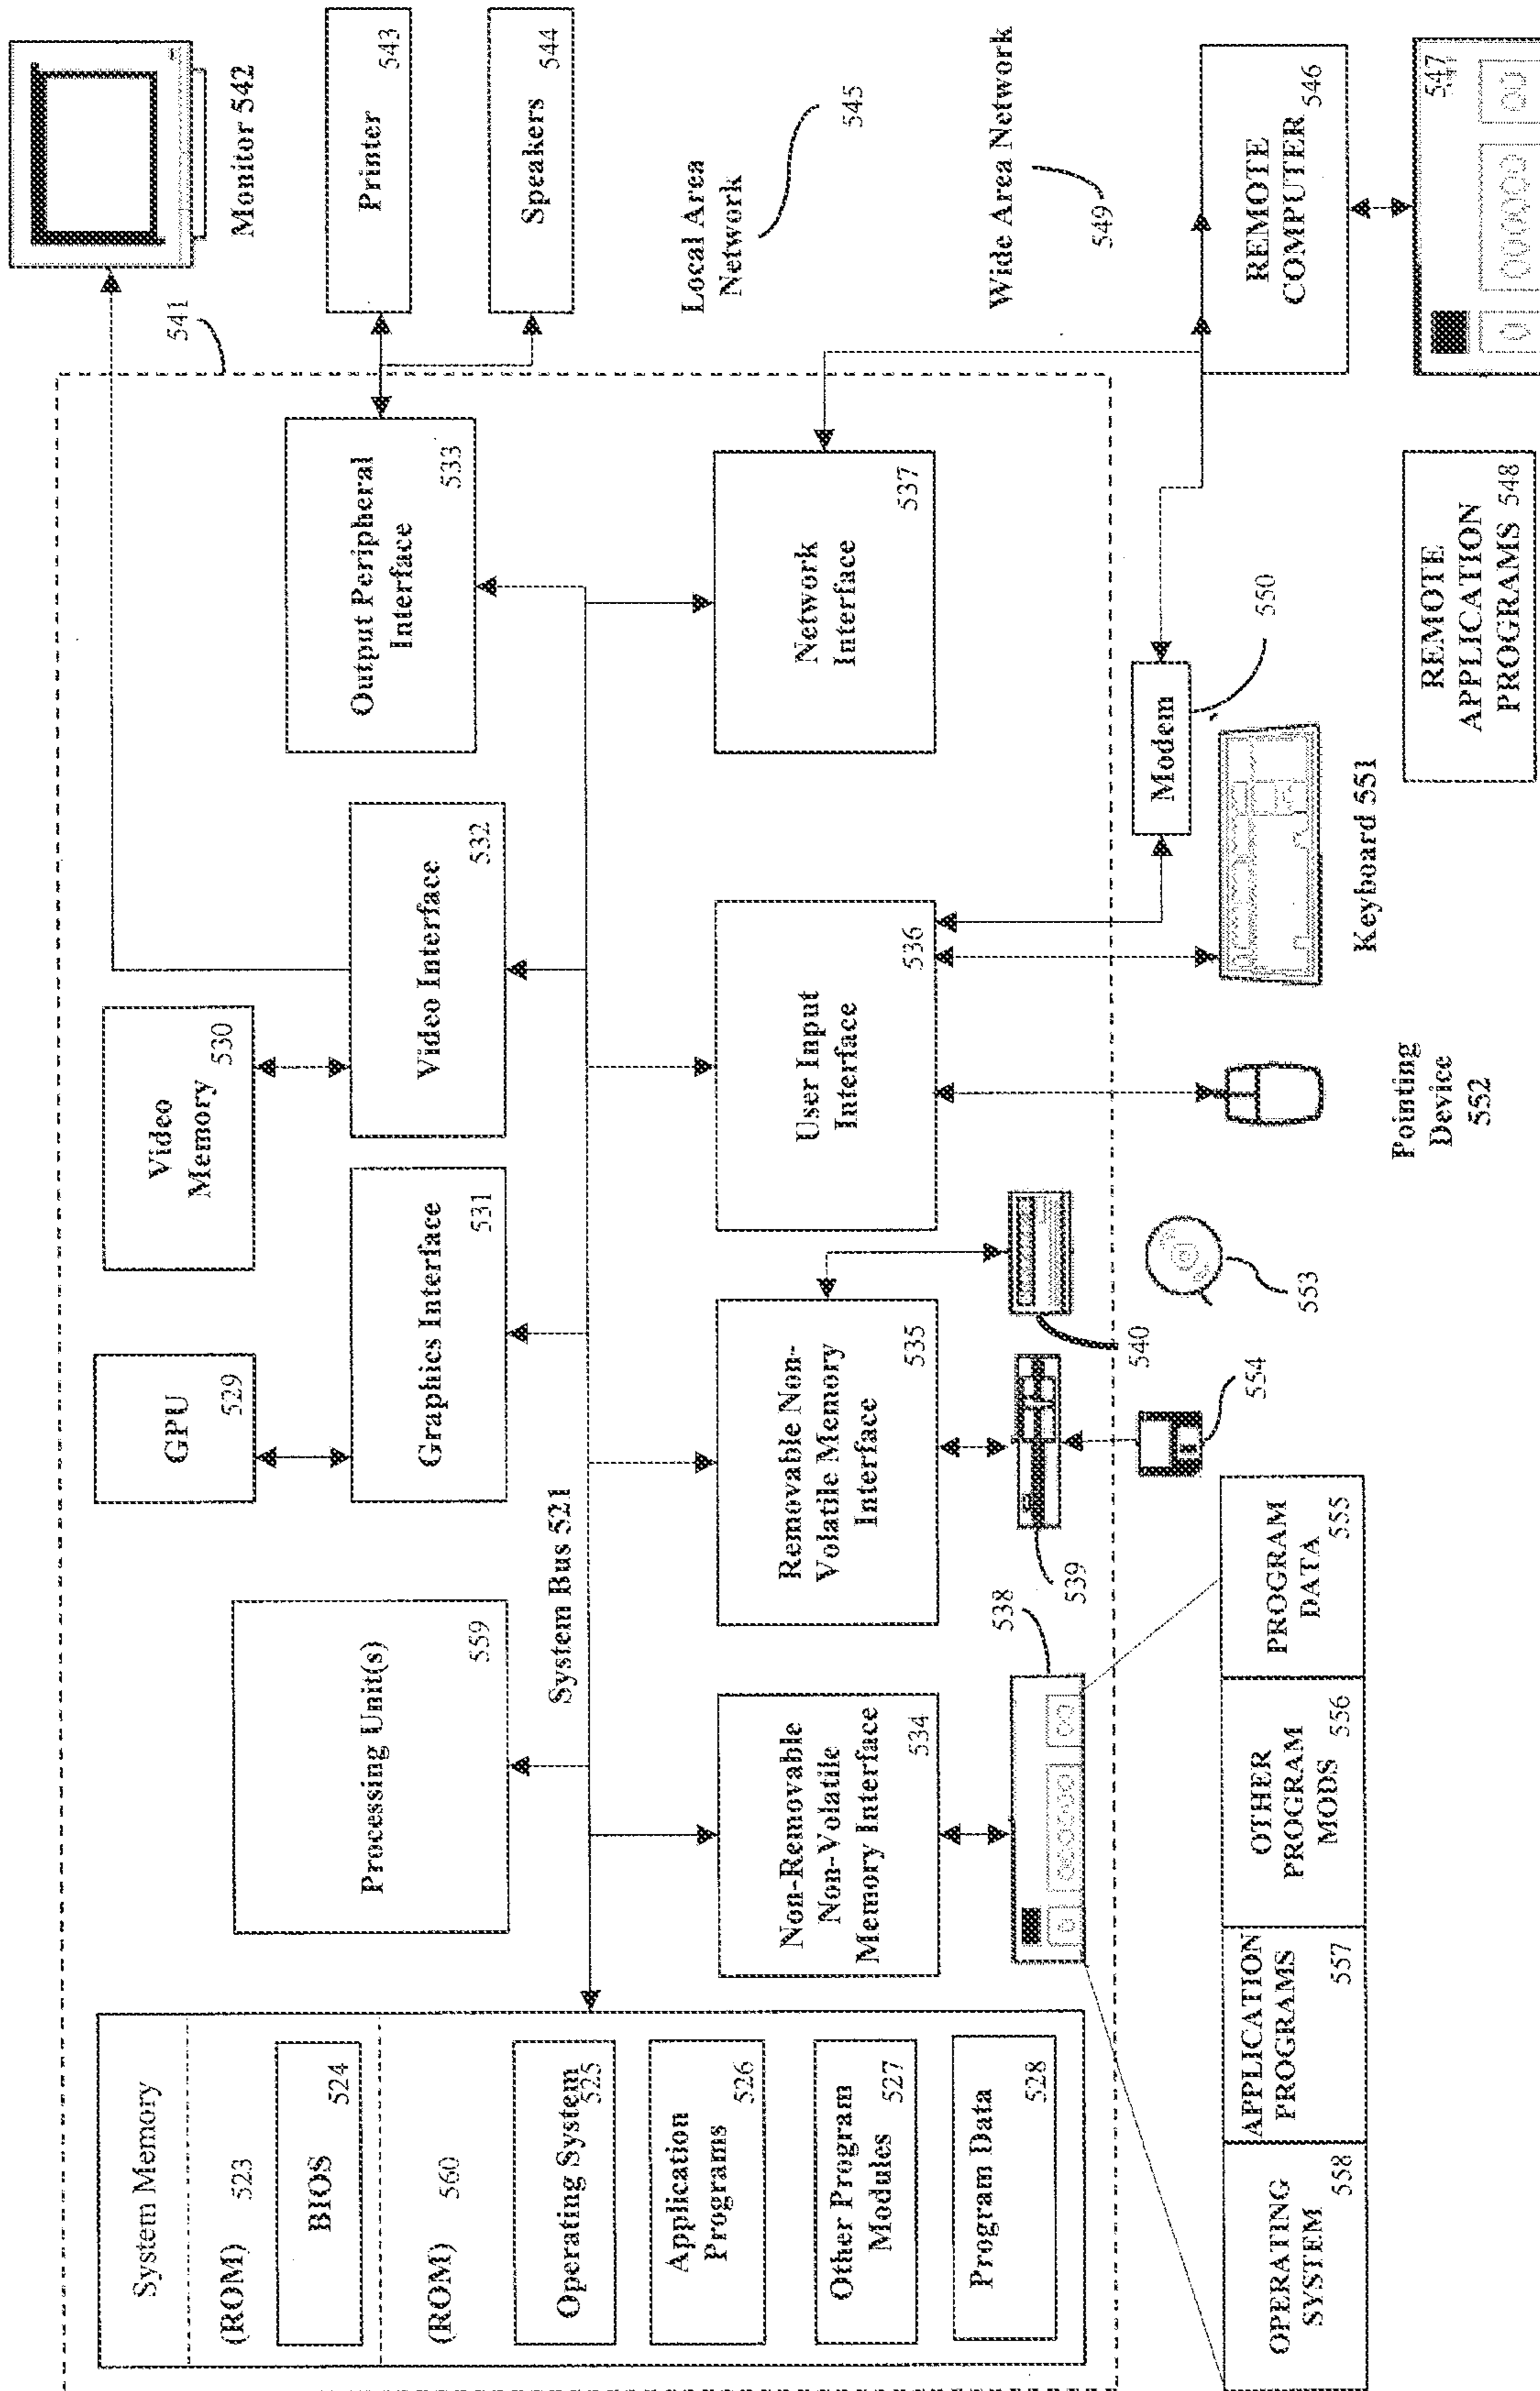 System Memory
(ROM) 523
BIOS
524
(ROM) 560
Operating System
525
Application
Programs
526
Other Program
Modules
527
Program Data
528
Processing Unit(s)
559
System Bus 521
GPU
529
Graphics Interface
531
Video
Memory
530
Video Interface
532
Output Peripheral
Interface
533
541
Monitor 542
Printer
543
Speakers
544
Non-Removable
Non-Volatile
Memory Interface
534
Removable Non-
Volatile Memory
Interface
535
User Input
Interface
536
Network
Interface
537
Local Area
Network
545
Wide Area Network
549
538
539
540
554
553
Modem
550
REMOTE
COMPUTER
546
547
Pointing
Device
552
Keyboard 551
REMOTE
APPLICATION
PROGRAMS 548
OPERATING
SYSTEM
558
APPLICATION
PROGRAMS
557
OTHER
PROGRAM
MODS
556
PROGRAM
DATA
555